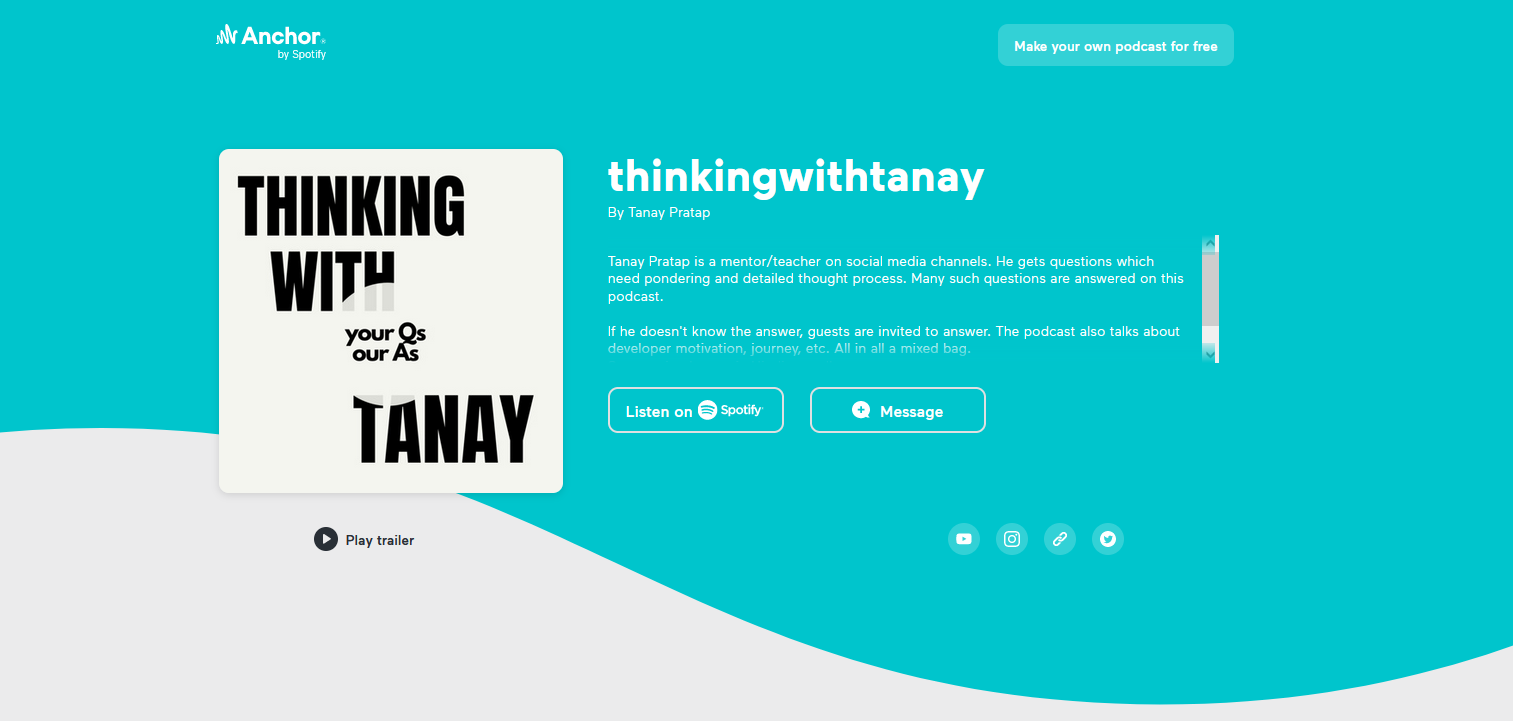 Anchor
by Spotify
Make your own podcast for free
THINKING
WITH
your Qs
our As
TANAY
thinkingwithtanay
By Tanay Pratap
Tanay Pratap is a mentor/teacher on social media channels. He gets questions which
need pondering and detailed thought process. Many such questions are answered on this
podcast.
If he doesn't know the answer, guests are invited to answer. The podcast also talks about
developer motivation, journey, etc. All in all a mixed bag.
Listen on Spotify
Message
Play trailer